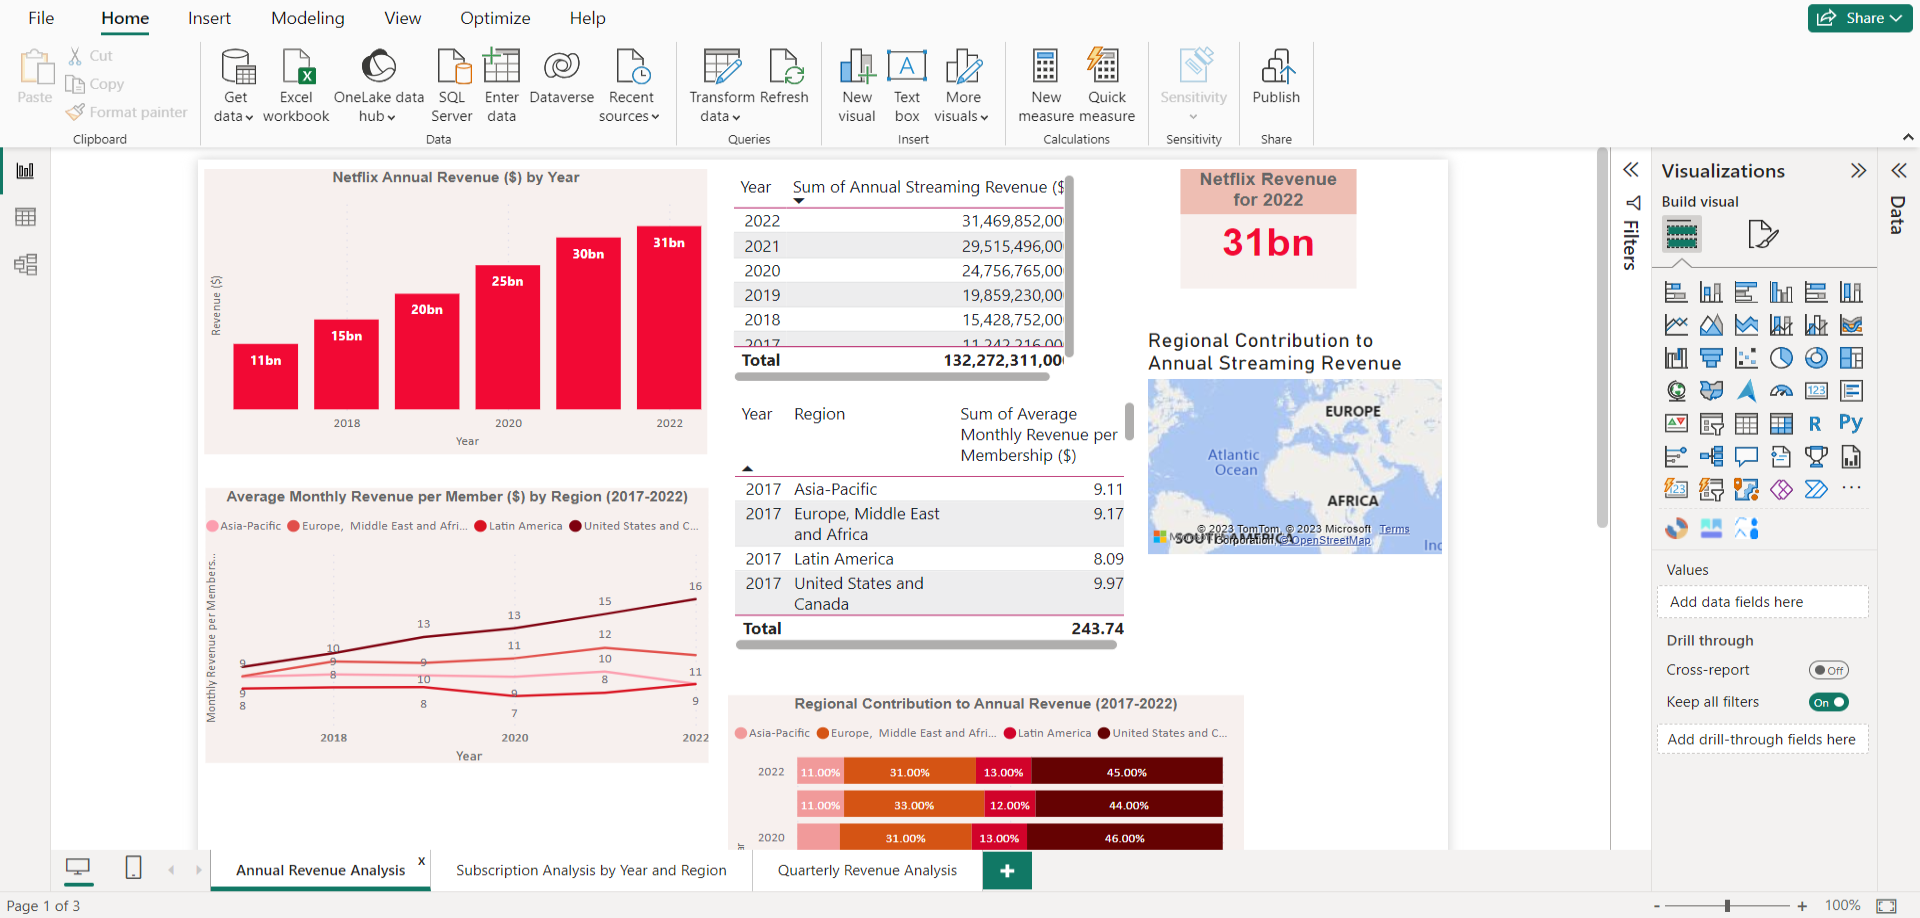 File Home Insert Modeling View Optimize Help
Share
Paste
Cut
Copy
Format painter
Clipboard
Get data
Excel workbook
OneLake data hub
SQL Server
Enter data
Dataverse
Recent sources
Data
Transform data
Refresh
Queries
New visual
Text box
More visuals
Insert
New measure
Quick measure
Calculations
Sensitivity
Sensitivity
Publish
Share
Netflix Annual Revenue ($) by Year
Revenue ($)
11bn
15bn
20bn
25bn
30bn
31bn
2018 2020 2022
Year
Year Sum of Annual Streaming Revenue ($
2022 31,469,852,00
2021 29,515,496,00
2020 24,756,765,00
2019 19,859,230,00
2018 15,428,752,00
2017 11,242,216,00
Total 132,272,311,00
Netflix Revenue
for 2022
31bn
Regional Contribution to
Annual Streaming Revenue
EUROPE
Atlantic
Ocean
AFRICA
SOUTH AMERICA
© 2023 TomTom, © 2023 Microsoft
Corporation, © OpenStreetMap
Terms
Year Region Sum of Average
Monthly Revenue per
Membership ($)
2017 Asia-Pacific 9.11
2017 Europe, Middle East
and Africa 9.17
2017 Latin America 8.09
2017 United States and
Canada 9.97
Total 243.74
Average Monthly Revenue per Member ($) by Region (2017-2022)
Asia-Pacific Europe, Middle East and Afri... Latin America United States and C...
Monthly Revenue per Members...
9 10 13 13 15 16
9 9 11 12
9 8 10 10 11
8 8 7 8 9
2018 2020 2022
Year
Regional Contribution to Annual Revenue (2017-2022)
Asia-Pacific Europe, Middle East and Afri... Latin America United States and C...
2022 11.00% 31.00% 13.00% 45.00%
11.00% 33.00% 12.00% 44.00%
2020 31.00% 13.00% 46.00%
Filters
Visualizations
Build visual
123
R Py
123
...
Values
Add data fields here
Drill through
Cross-report Off
Keep all filters On
Add drill-through fields here
Data
Annual Revenue Analysis x
Subscription Analysis by Year and Region
Quarterly Revenue Analysis
+
Page 1 of 3
- + 100%